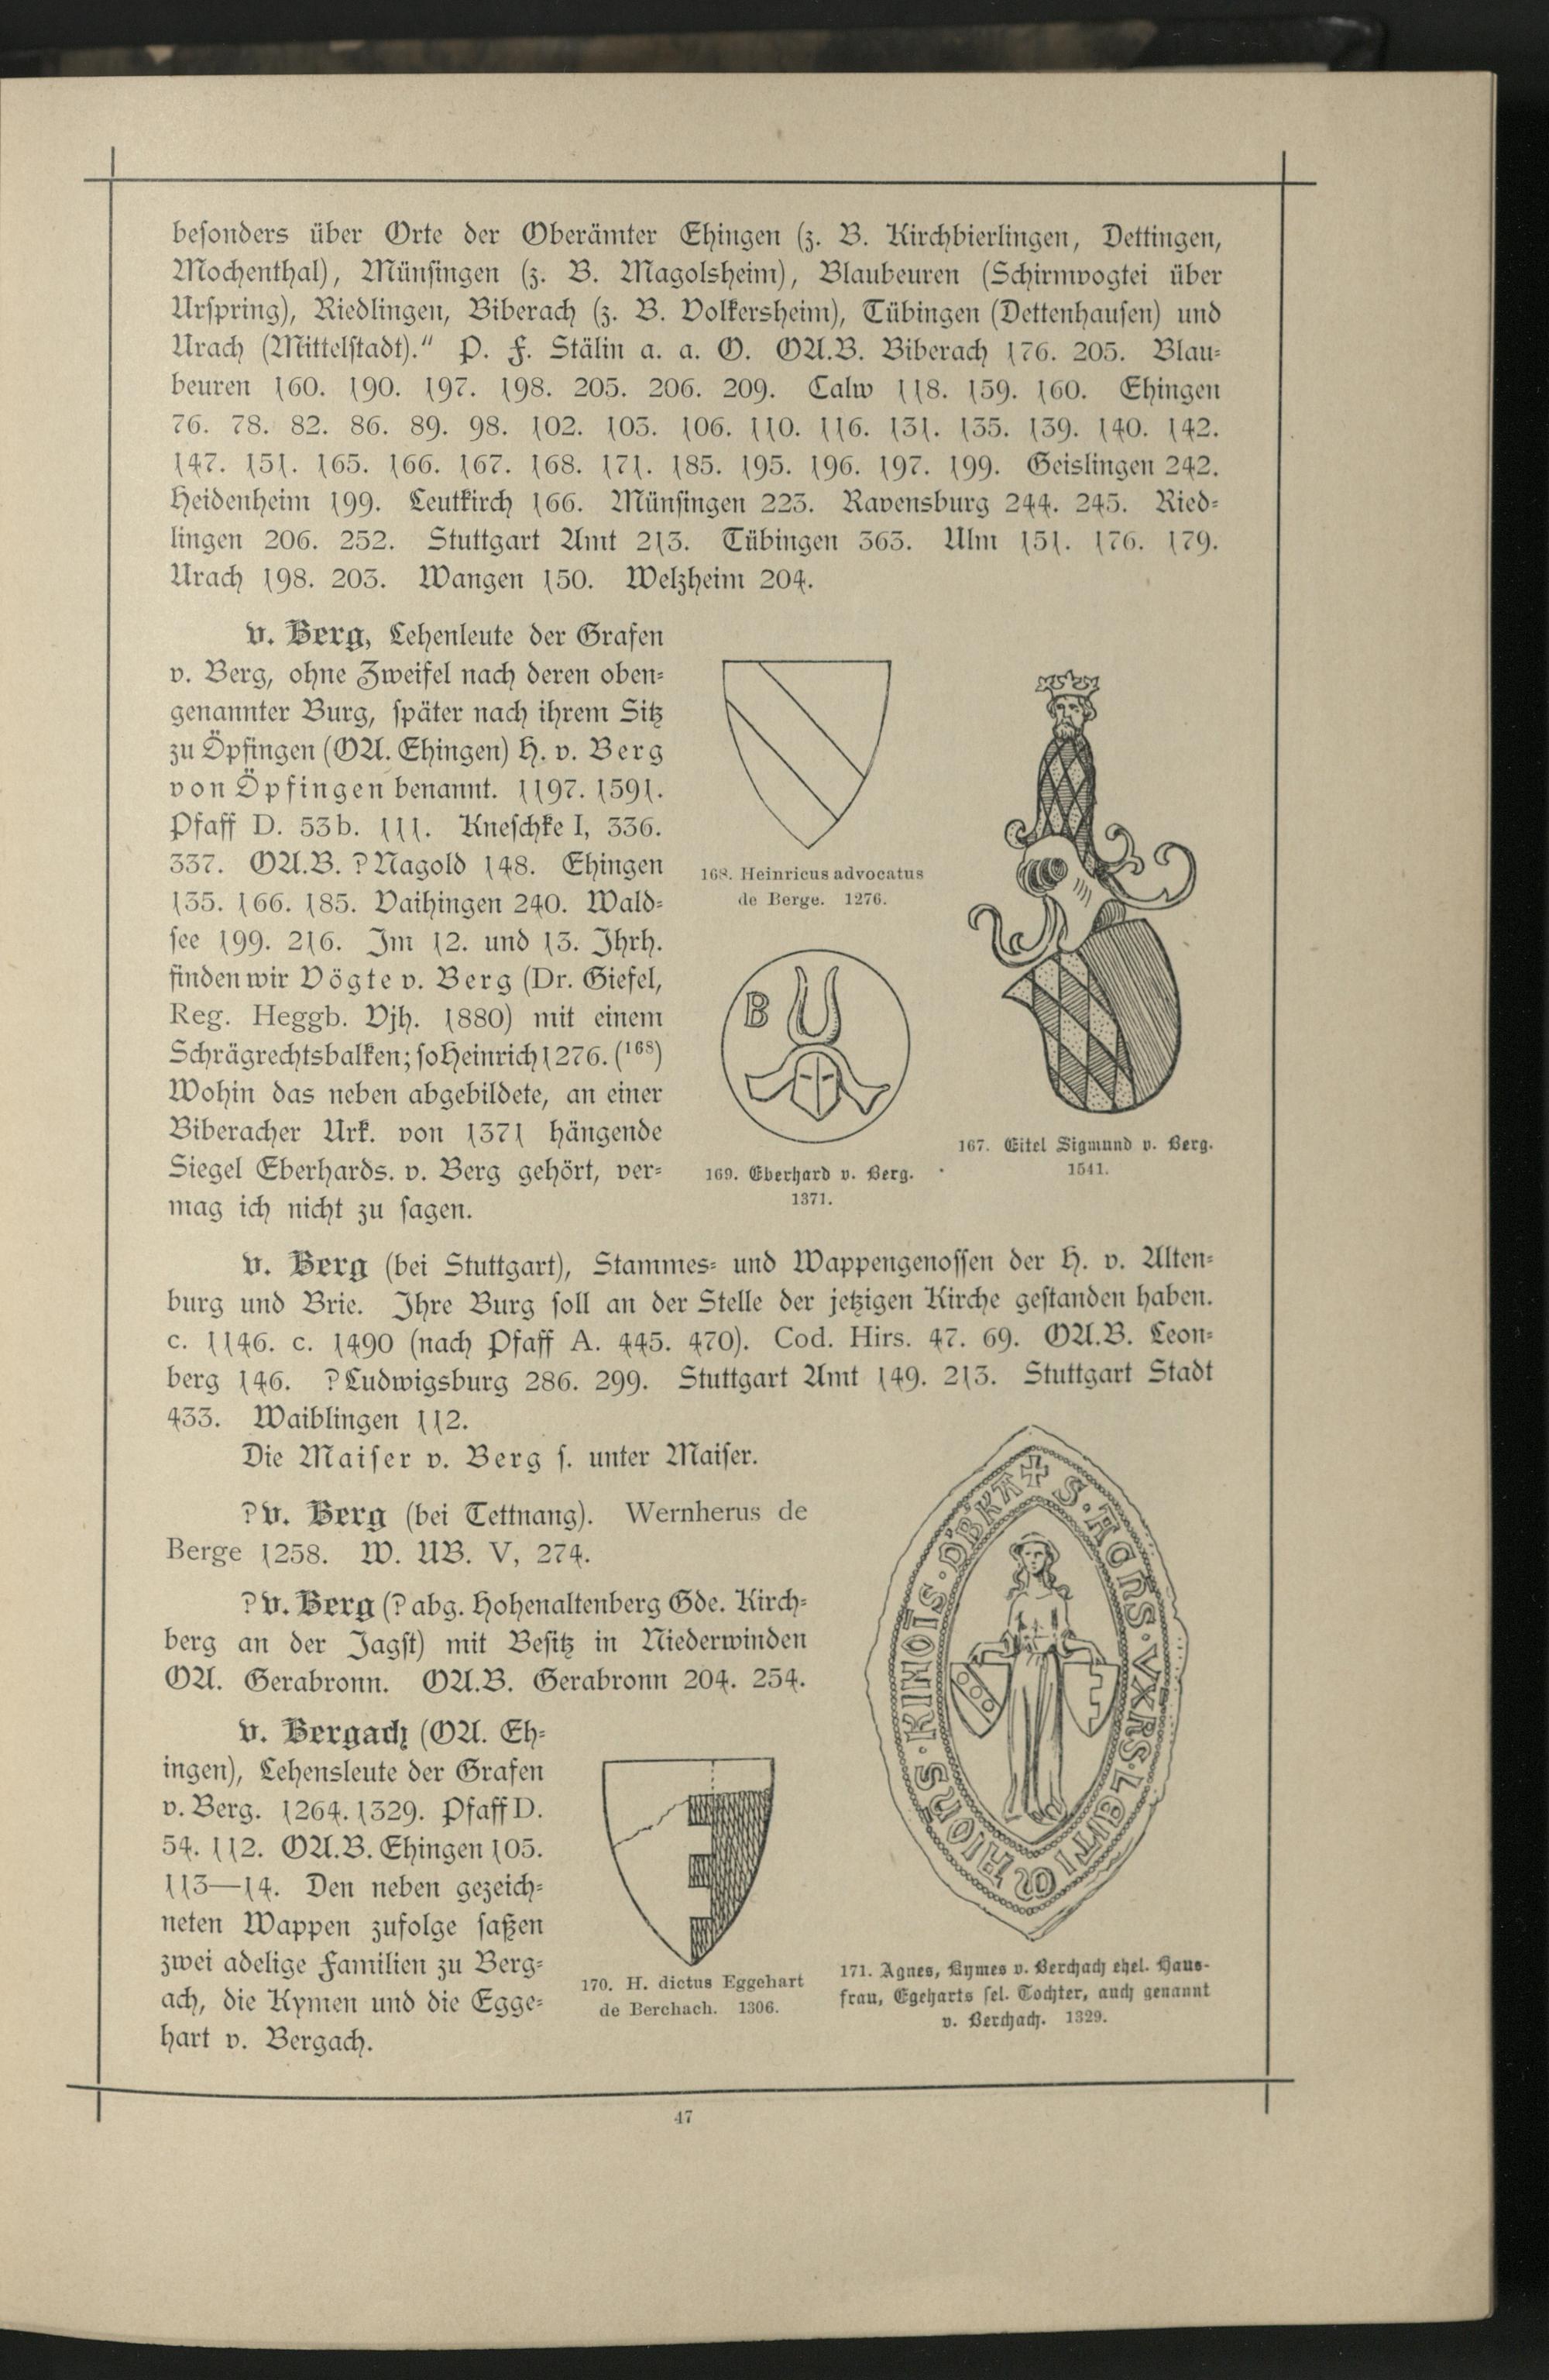 besonders über Orte der Oberämter Ehingen (z. B. Kirchbierlingen, Dettingen,
Mochenthal), Münsingen (z. B. Magolsheim), Blaubeuren (Schirmvogtei über
Urspring), Riedlingen, Biberach (z. B. Volkersheim), Tübingen (Dettenhausen) und
Urach (Mittelstadt)." P. F. Stälin a. a. O. OA.B. Biberach 176. 205. Blau-
beuren 160. 190. 197. 198. 205. 206. 209. Calw 118. 159. 160. Ehingen
76. 78. 82. 86. 89. 98. 102. 103. 106. 110. 116. 131. 135. 139. 140. 142.
147. 151. 165. 166. 167. 168. 171. 185. 195. 196. 197. 199. Geislingen 242.
Heidenheim 199. Leutkirch 166. Münsingen 223. Ravensburg 244. 245. Ried-
lingen 206. 252. Stuttgart Amt 213. Tübingen 363. Ulm 151. 176. 179.
Urach 198. 203. Wangen 150. Welzheim 204.
v. Berg, Lehenleute der Grafen
v. Berg, ohne Zweifel nach deren oben-
genannter Burg, später nach ihrem Sitz
zu Öpfingen (OA. Ehingen) H. v. Berg
von Öpfingen benannt. 1197. 1591.
Pfaff D. 53b. 111. Kneschke I, 336.
337. OA.B. ?Nagold 148. Ehingen
135. 166. 185. Vaihingen 240. Wald-
see 199. 216. Im 12. und 13. Jhrh.
finden wir Vögte v. Berg (Dr. Giefel,
Reg. Heggb. Vjh. 1880) mit einem
Schrägrechtsbalken; so Heinrich 1276. (168)
Wohin das neben abgebildete, an einer
Biberacher Urk. von 1371 hängende
Siegel Eberhards. v. Berg gehört, ver-
mag ich nicht zu sagen.
168. Heinricus advocatus
de Berge. 1276.
B
169. Eberhard v. Berg.
1371.
167. Eitel Sigmund v. Berg.
1541.
v. Berg (bei Stuttgart), Stammes- und Wappengenossen der H. v. Alten-
burg und Brie. Ihre Burg soll an der Stelle der jetzigen Kirche gestanden haben.
c. 1146. c. 1490 (nach Pfaff A. 445. 470). Cod. Hirs. 47. 69. OA.B. Leon-
berg 146. ?Ludwigsburg 286. 299. Stuttgart Amt 149. 213. Stuttgart Stadt
433. Waiblingen 112.
Die Maiser v. Berg s. unter Maiser.
?v. Berg (bei Tettnang). Wernherus de
Berge 1258. W. UB. V, 274.
?v. Berg (? abg. Hohenaltenberg Gde. Kirch-
berg an der Jagst) mit Besitz in Niederwinden
OA. Gerabronn. OA.B. Gerabronn 204. 254.
v. Bergach (OA. Eh-
ingen), Lehensleute der Grafen
v. Berg. 1264. 1329. Pfaff D.
54. 112. OA.B. Ehingen 105.
113—14. Den neben gezeich-
neten Wappen zufolge saßen
zwei adelige Familien zu Berg-
ach, die Kymen und die Egge-
hart v. Bergach.
170. H. dictus Eggehart
de Berchach. 1306.
171. Agnes, Kymes v. Berchach ehel. Haus-
frau, Egeharts sel. Tochter, auch genannt
v. Berchach. 1329.
47